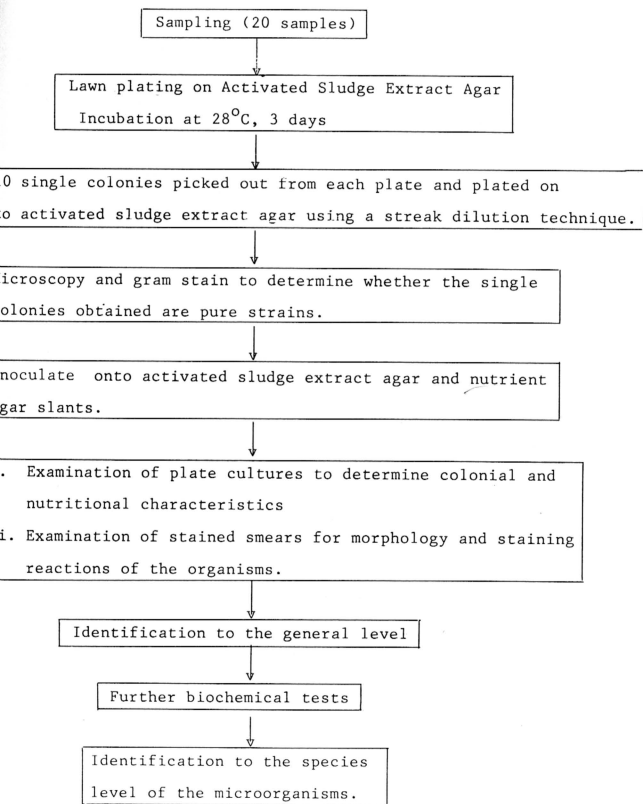 Sampling (20 samples)
Lawn plating on Activated Sludge Extract Agar
Incubation at 28°C, 3 days
0 single colonies picked out from each plate and plated on
o activated sludge extract agar using a streak dilution technique.
icroscopy and gram stain to determine whether the single
olonies obtained are pure strains.
noculate onto activated sludge extract agar and nutrient
gar slants.
. Examination of plate cultures to determine colonial and
nutritional characteristics
i. Examination of stained smears for morphology and staining
reactions of the organisms.
Identification to the general level
Further biochemical tests
Identification to the species
level of the microorganisms.